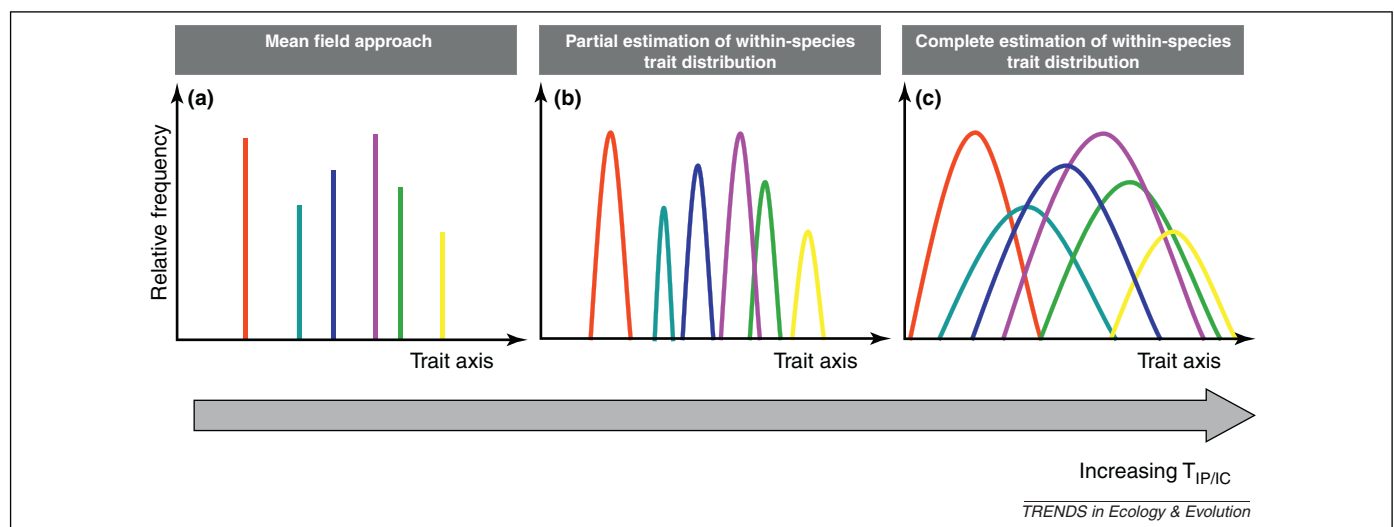 Mean field approach
Partial estimation of within-species
trait distribution
Complete estimation of within-species
trait distribution
(a)
(b)
(c)
Relative frequency
Trait axis
Trait axis
Trait axis
Increasing T_IP/IC
TRENDS in Ecology & Evolution